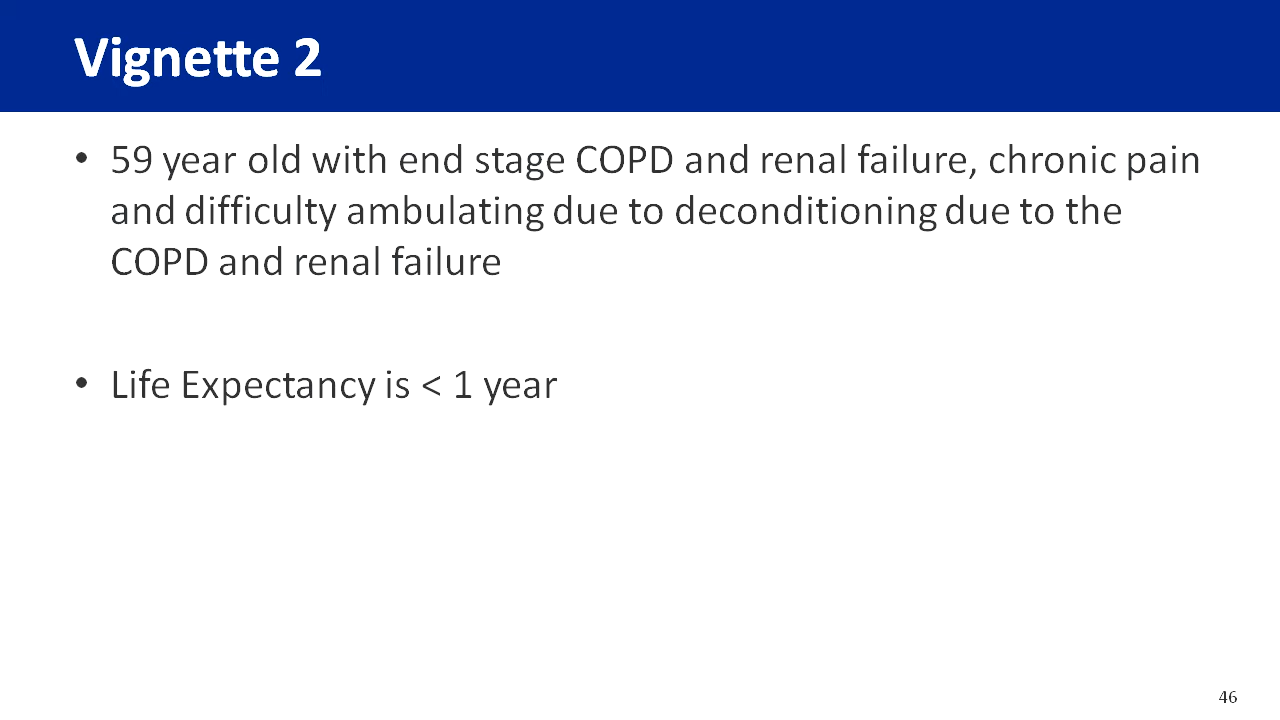 Vignette 2
• 59 year old with end stage COPD and renal failure, chronic pain
and difficulty ambulating due to deconditioning due to the
COPD and renal failure
• Life Expectancy is < 1 year
46